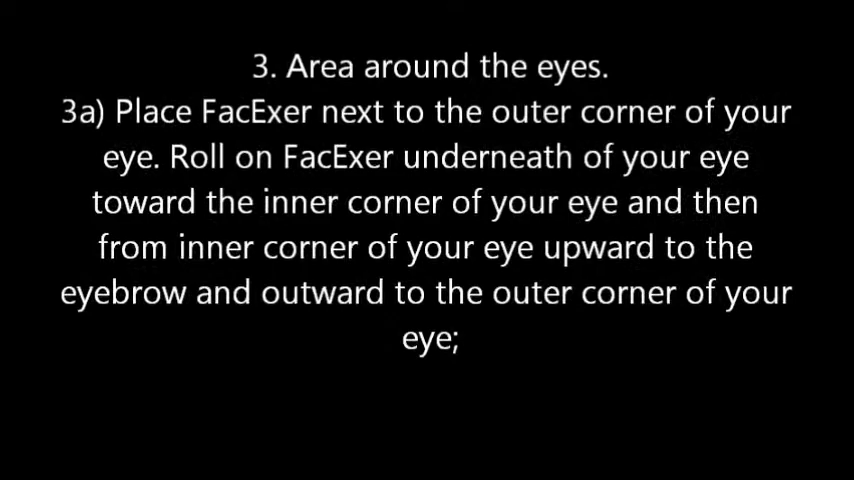 3. Area around the eyes.
3a) Place FacExer next to the outer corner of your
eye. Roll on FacExer underneath of your eye
toward the inner corner of your eye and then
from inner corner of your eye upward to the
eyebrow and outward to the outer corner of your
eye;